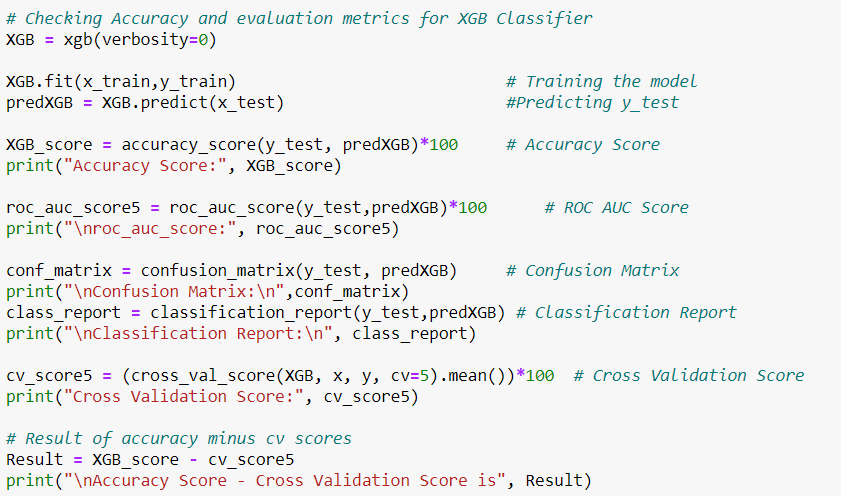 # Checking Accuracy and evaluation metrics for XGB Classifier
XGB = xgb(verbosity=0)
XGB.fit(x_train,y_train) # Training the model
predXGB = XGB.predict(x_test) #Predicting y_test
XGB_score = accuracy_score(y_test, predXGB)*100 # Accuracy Score
print("Accuracy Score:", XGB_score)
roc_auc_score5 = roc_auc_score(y_test,predXGB)*100 # ROC AUC Score
print("\nroc_auc_score:", roc_auc_score5)
conf_matrix = confusion_matrix(y_test, predXGB) # Confusion Matrix
print("\nConfusion Matrix:\n",conf_matrix)
class_report = classification_report(y_test,predXGB) # Classification Report
print("\nClassification Report:\n", class_report)
cv_score5 = (cross_val_score(XGB, x, y, cv=5).mean())*100 # Cross Validation Score
print("Cross Validation Score:", cv_score5)
# Result of accuracy minus cv scores
Result = XGB_score - cv_score5
print("\nAccuracy Score - Cross Validation Score is", Result)